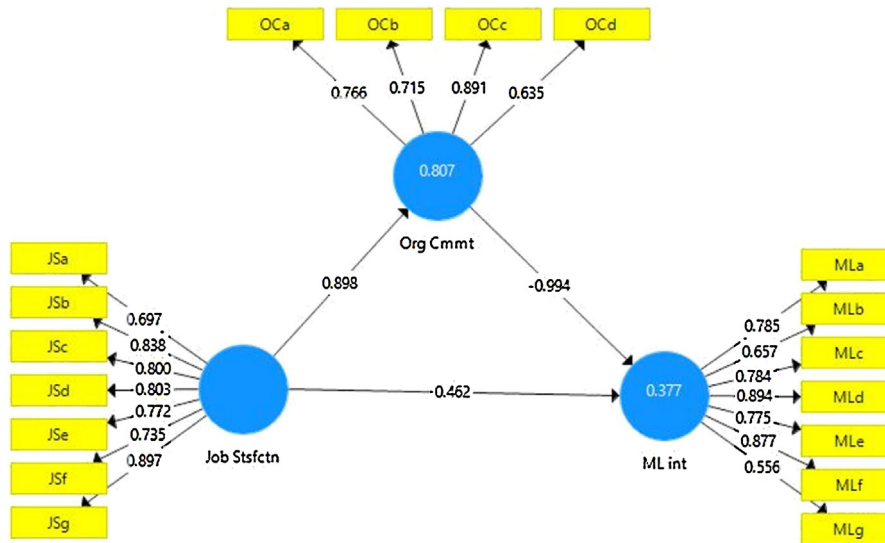 OCa OCb OCc OCd
0.766 0.715 0.891 0.635
0.807
Org Cmmt
0.898 -0.994
JSa
JSb
JSc
JSd
JSe
JSf
JSg
0.697
0.838
0.800
0.803
0.772
0.735
0.897
Job Stsfctn
0.462
0.377
ML int
0.785
0.657
0.784
0.894
0.775
0.877
0.556
MLa
MLb
MLc
MLd
MLe
MLf
MLg